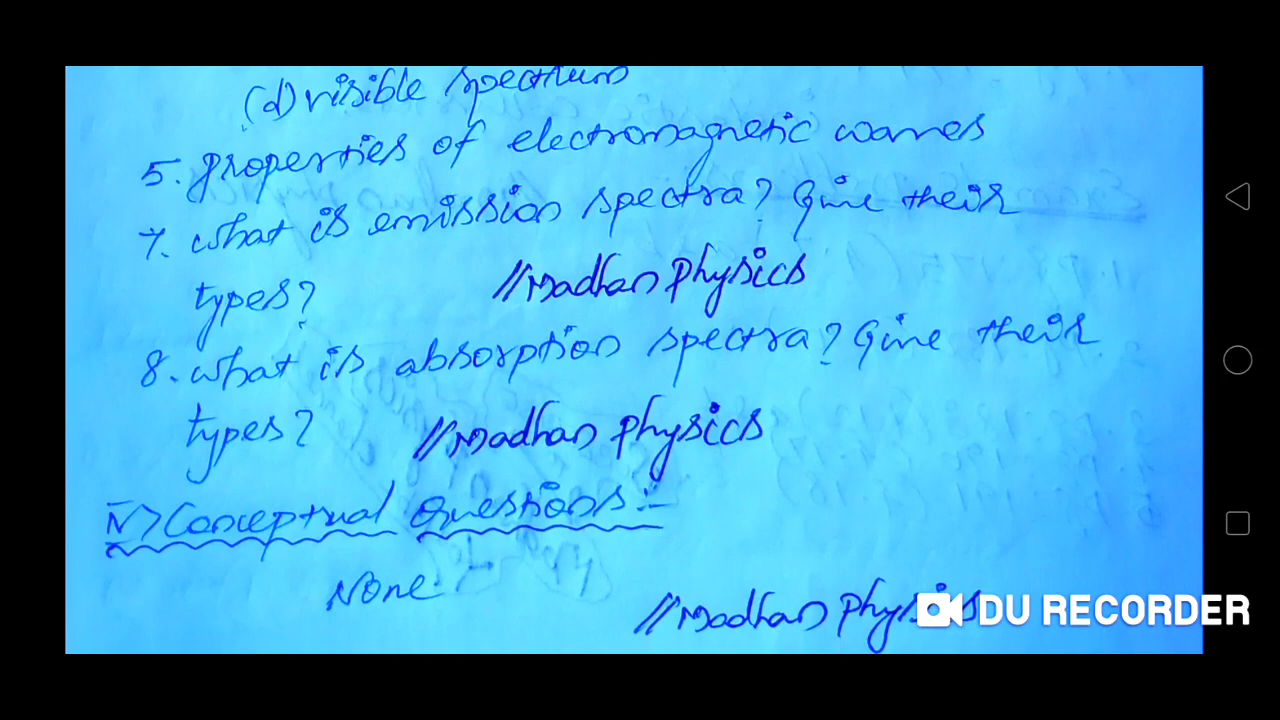 (d) visible spectrum
5. Properties of electromagnetic waves
7. What is emission spectra? Give their
types?
//Madhan physics
8. What is absorption spectra? Give their
types?
//Madhan physics
IV) Conceptual Questions :-
None
//Madhan physics
DU RECORDER